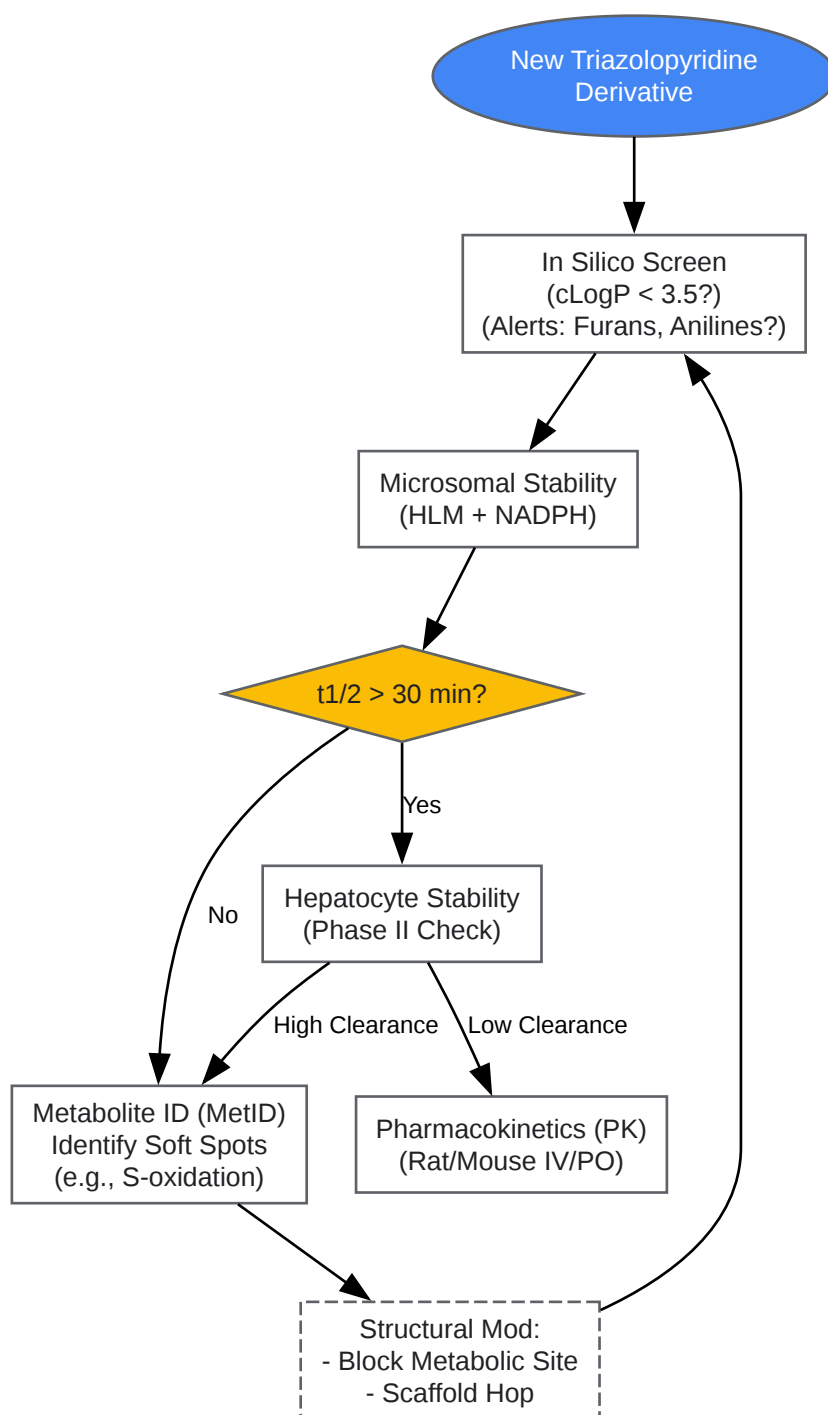 New Triazolopyridine
Derivative
In Silico Screen
(cLogP < 3.5?)
(Alerts: Furans, Anilines?)
Microsomal Stability
(HLM + NADPH)
t1/2 > 30 min?
Yes
No
Hepatocyte Stability
(Phase II Check)
High Clearance
Low Clearance
Metabolite ID (MetID)
Identify Soft Spots
(e.g., S-oxidation)
Pharmacokinetics (PK)
(Rat/Mouse IV/PO)
Structural Mod:
- Block Metabolic Site
- Scaffold Hop